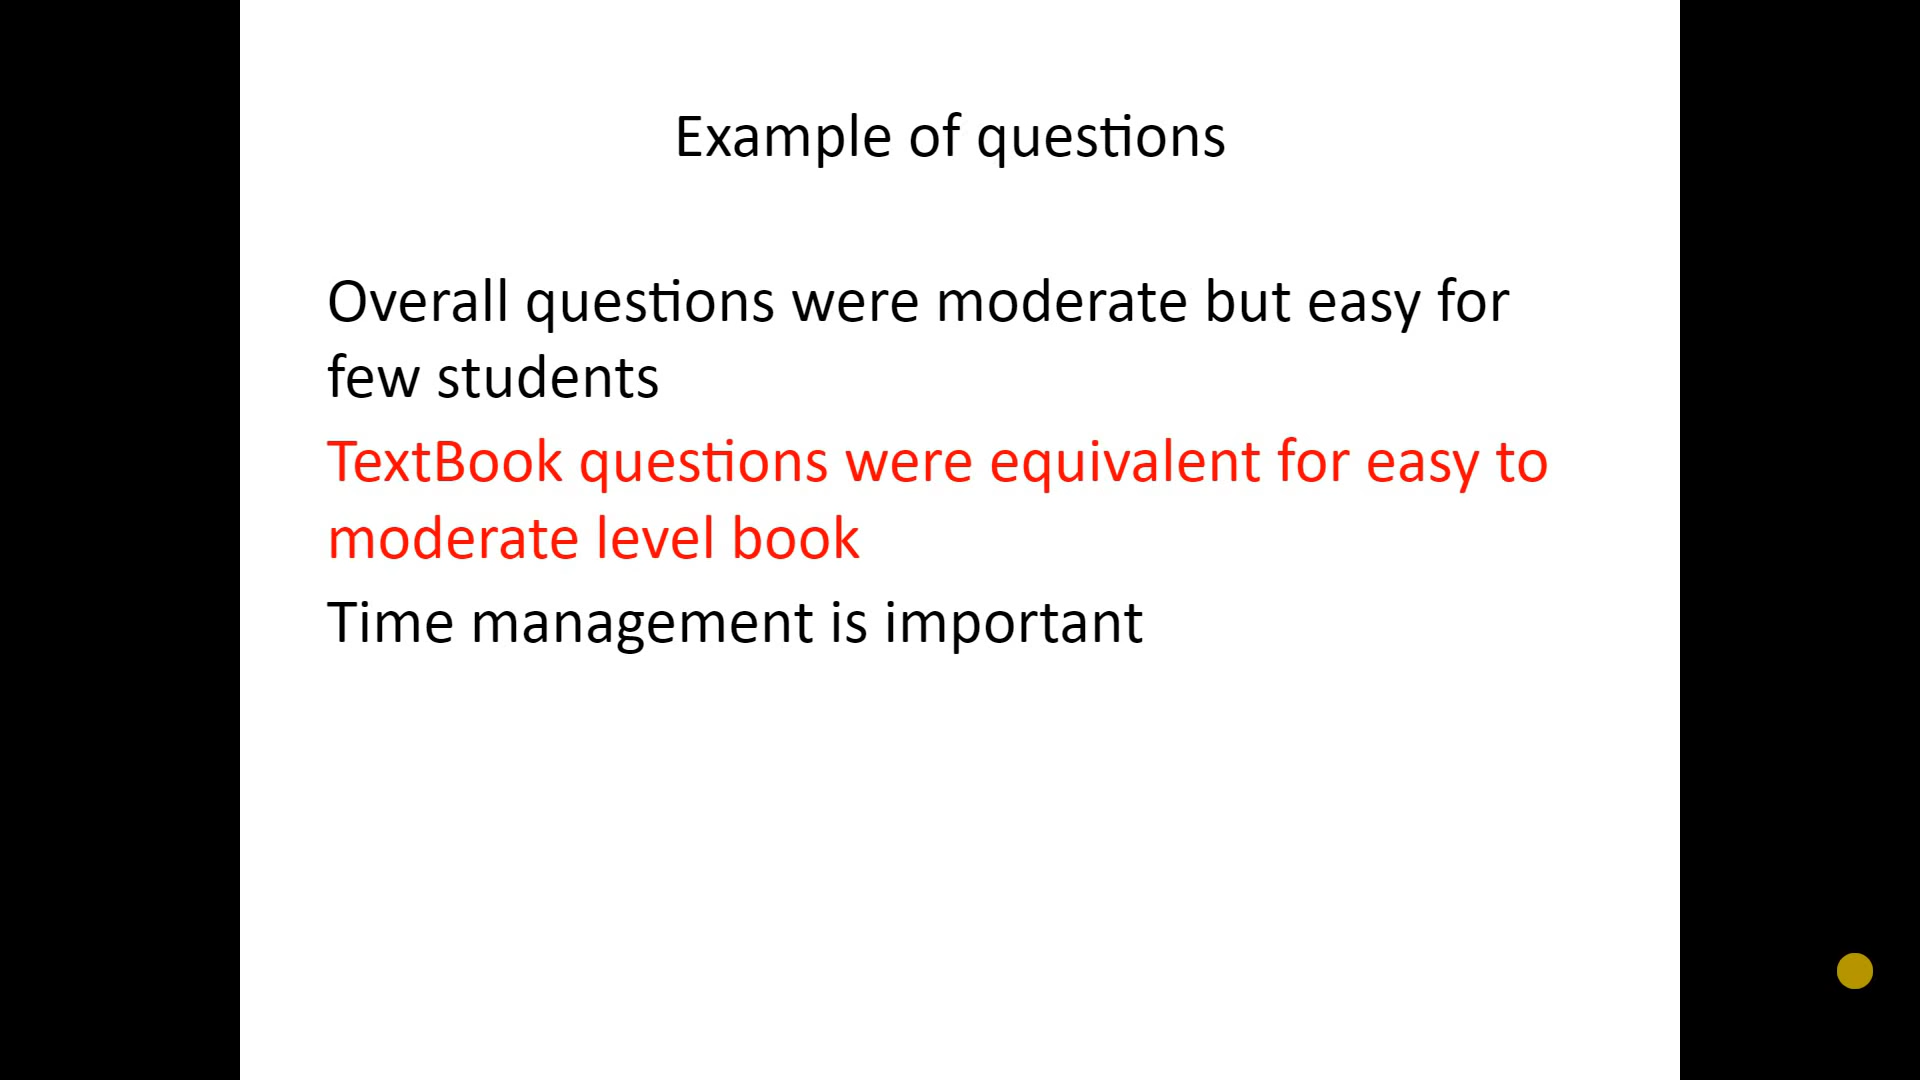 Example of questions
Overall questions were moderate but easy for
few students
TextBook questions were equivalent for easy to
moderate level book
Time management is important